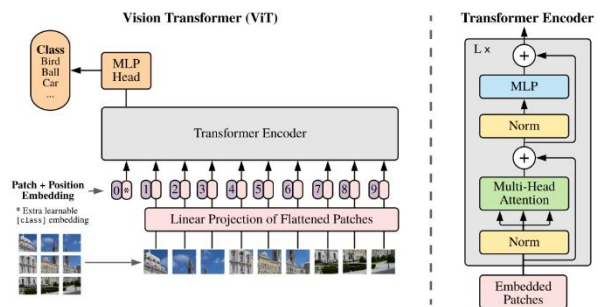 Vision Transformer (ViT)
Class
Bird
Ball
Car
...
MLP
Head
Transformer Encoder
Patch + Position
Embedding
0 * 1 2 3 4 5 6 7 8 9
* Extra learnable
[class] embedding
Linear Projection of Flattened Patches
Transformer Encoder
L ×
+
MLP
Norm
+
Multi-Head
Attention
Norm
Embedded
Patches